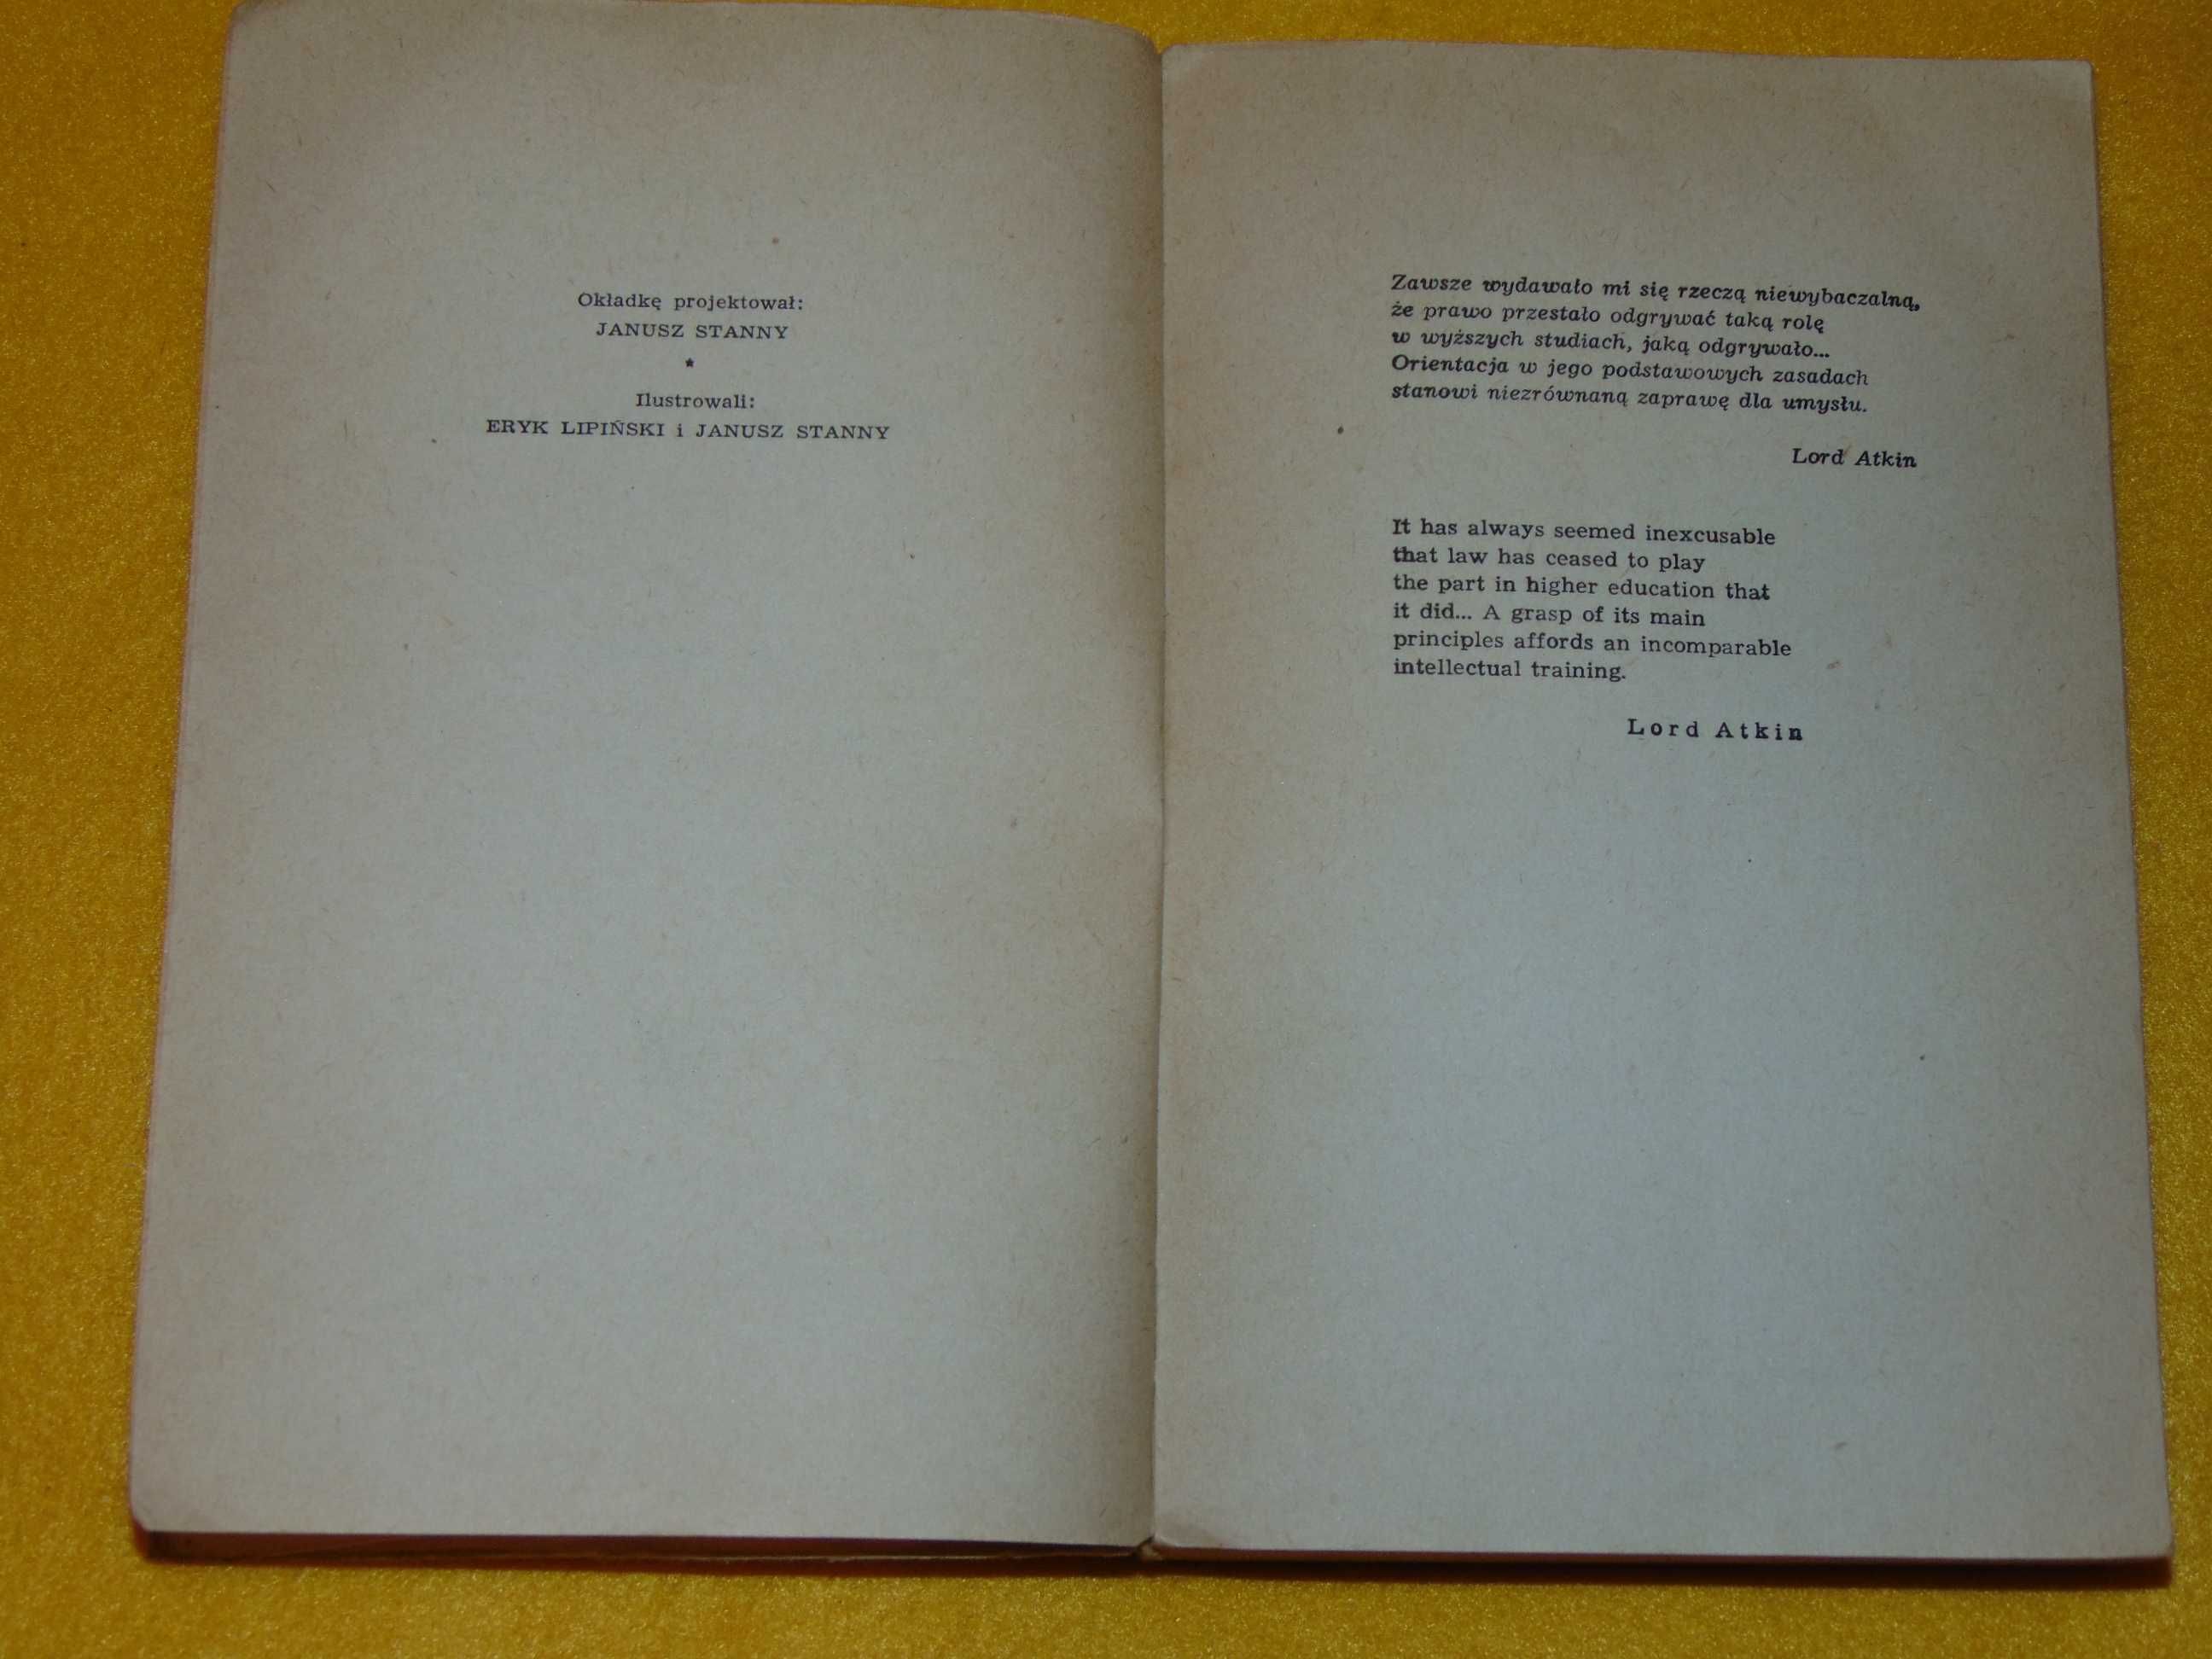 Okładkę projektował:
JANUSZ STANNY
*
Ilustrowali:
ERYK LIPIŃSKI i JANUSZ STANNY
Zawsze wydawało mi się rzeczą niewybaczalną,
że prawo przestało odgrywać taką rolę
w wyższych studiach, jaką odgrywało...
Orientacja w jego podstawowych zasadach
stanowi niezrównaną zaprawę dla umysłu.
Lord Atkin
It has always seemed inexcusable
that law has ceased to play
the part in higher education that
it did... A grasp of its main
principles affords an incomparable
intellectual training.
Lord Atkin